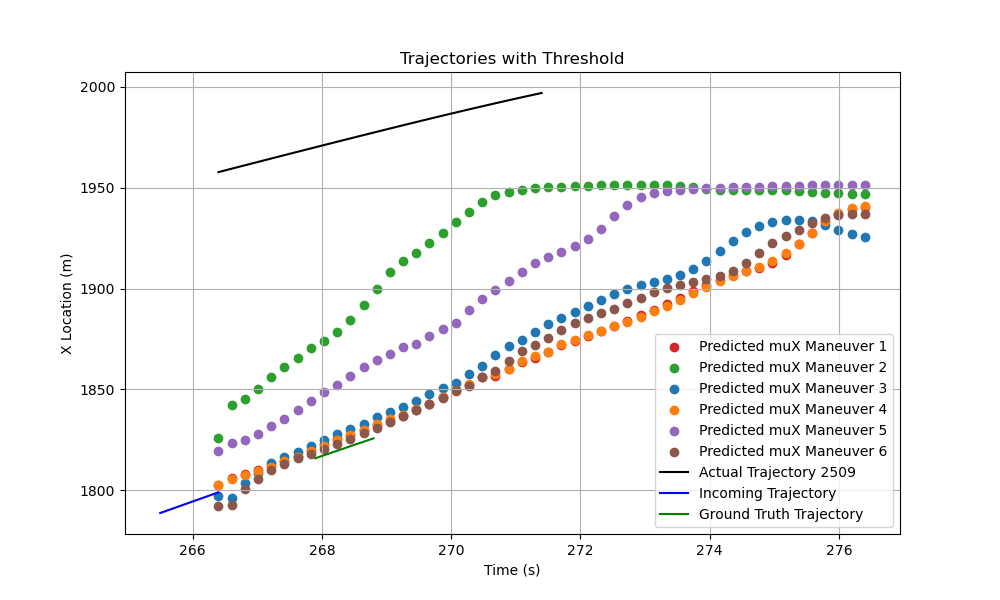 Trajectories with Threshold
X Location (m)
2000
1950
1900
1850
1800
266
268
270
272
274
276
Time (s)
Predicted muX Maneuver 1
Predicted muX Maneuver 2
Predicted muX Maneuver 3
Predicted muX Maneuver 4
Predicted muX Maneuver 5
Predicted muX Maneuver 6
Actual Trajectory 2509
Incoming Trajectory
Ground Truth Trajectory